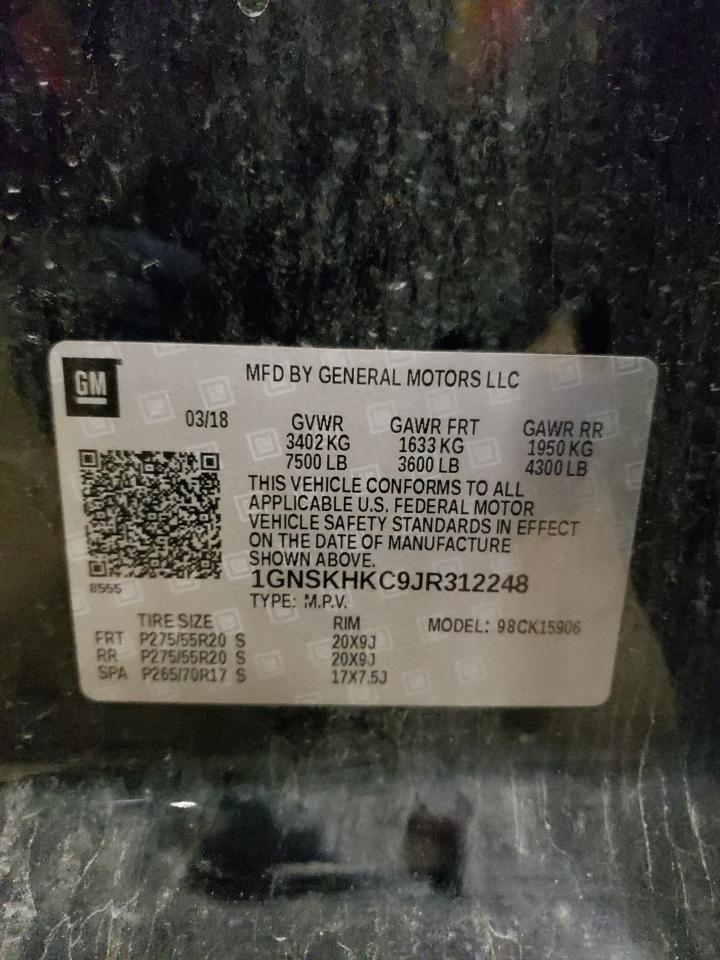 GM
MFD BY GENERAL MOTORS LLC
03/18
GVWR GAWR FRT GAWR RR
3402 KG 1633 KG 1950 KG
7500 LB 3600 LB 4300 LB
THIS VEHICLE CONFORMS TO ALL
APPLICABLE U.S. FEDERAL MOTOR
VEHICLE SAFETY STANDARDS IN EFFECT
ON THE DATE OF MANUFACTURE
SHOWN ABOVE.
8555
1GNSKHKC9JR312248
TYPE: M.P.V.
TIRE SIZE RIM MODEL: 98CK15906
FRT P275/55R20 S 20X9J
RR P275/55R20 S 20X9J
SPA P265/70R17 S 17X7.5J